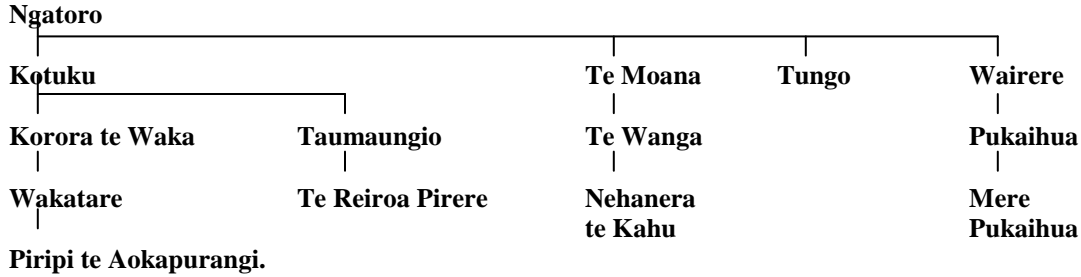 Ngatoro
Kotuku Te Moana Tungo Wairere
Korora te Waka Taumaungio Te Wanga Pukaihua
Wakatare Te Reiroa Pirere Nehanera Mere
te Kahu Pukaihua
Piripi te Aokapurangi.